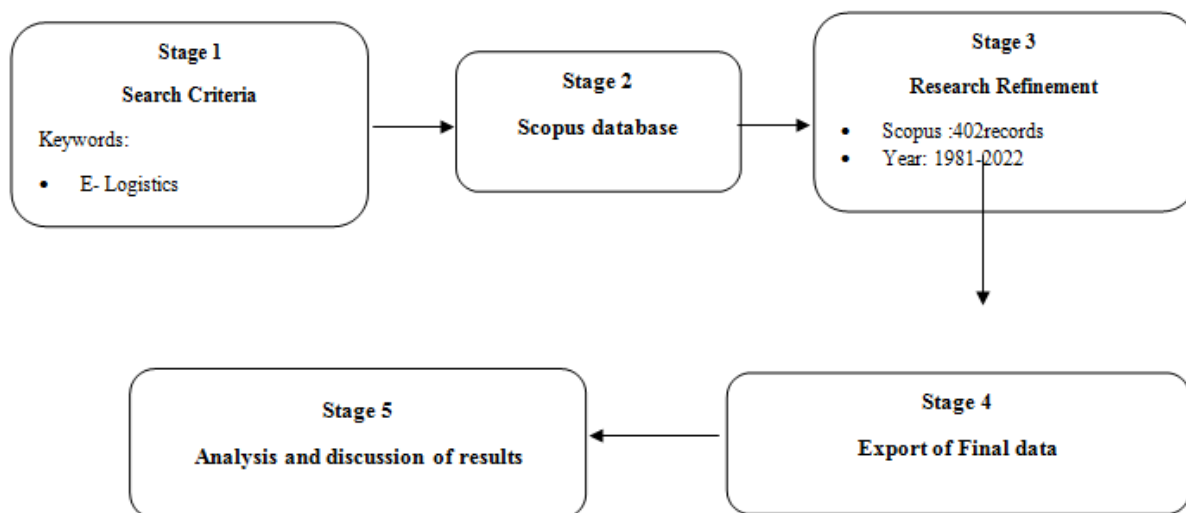 Stage 1
Search Criteria
Keywords:
• E- Logistics
Stage 2
Scopus database
Stage 3
Research Refinement
• Scopus :402records
• Year: 1981-2022
Stage 4
Export of Final data
Stage 5
Analysis and discussion of results